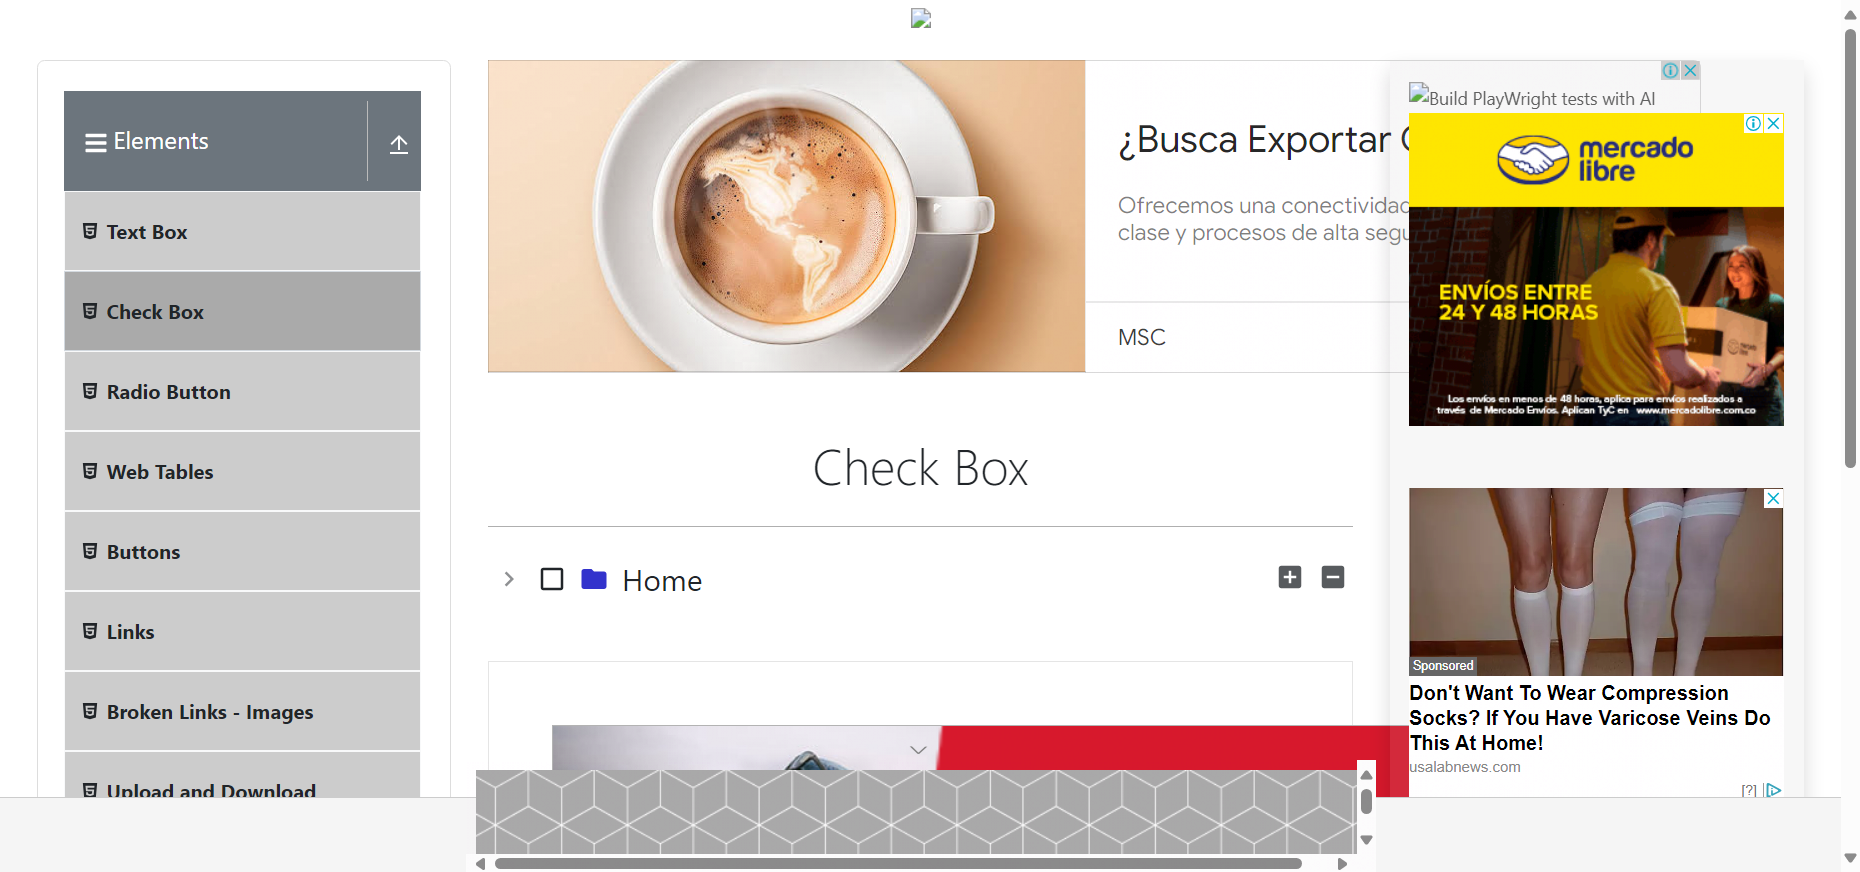 Elements
Text Box
Check Box
Radio Button
Web Tables
Buttons
Links
Broken Links - Images
Upload and Download
¿Busca Exportar
Ofrecemos una conectividad
clase y procesos de alta segu
MSC
Check Box
Home
Build PlayWright tests with AI
mercado
libre
ENVÍOS ENTRE
24 Y 48 HORAS
Los envíos en menos de 48 horas, aplica para envíos realizados a
través de Mercado Envíos. Aplican TyC en www.mercadolibre.com.co
Sponsored
Don't Want To Wear Compression
Socks? If You Have Varicose Veins Do
This At Home!
usalabnews.com
[?]